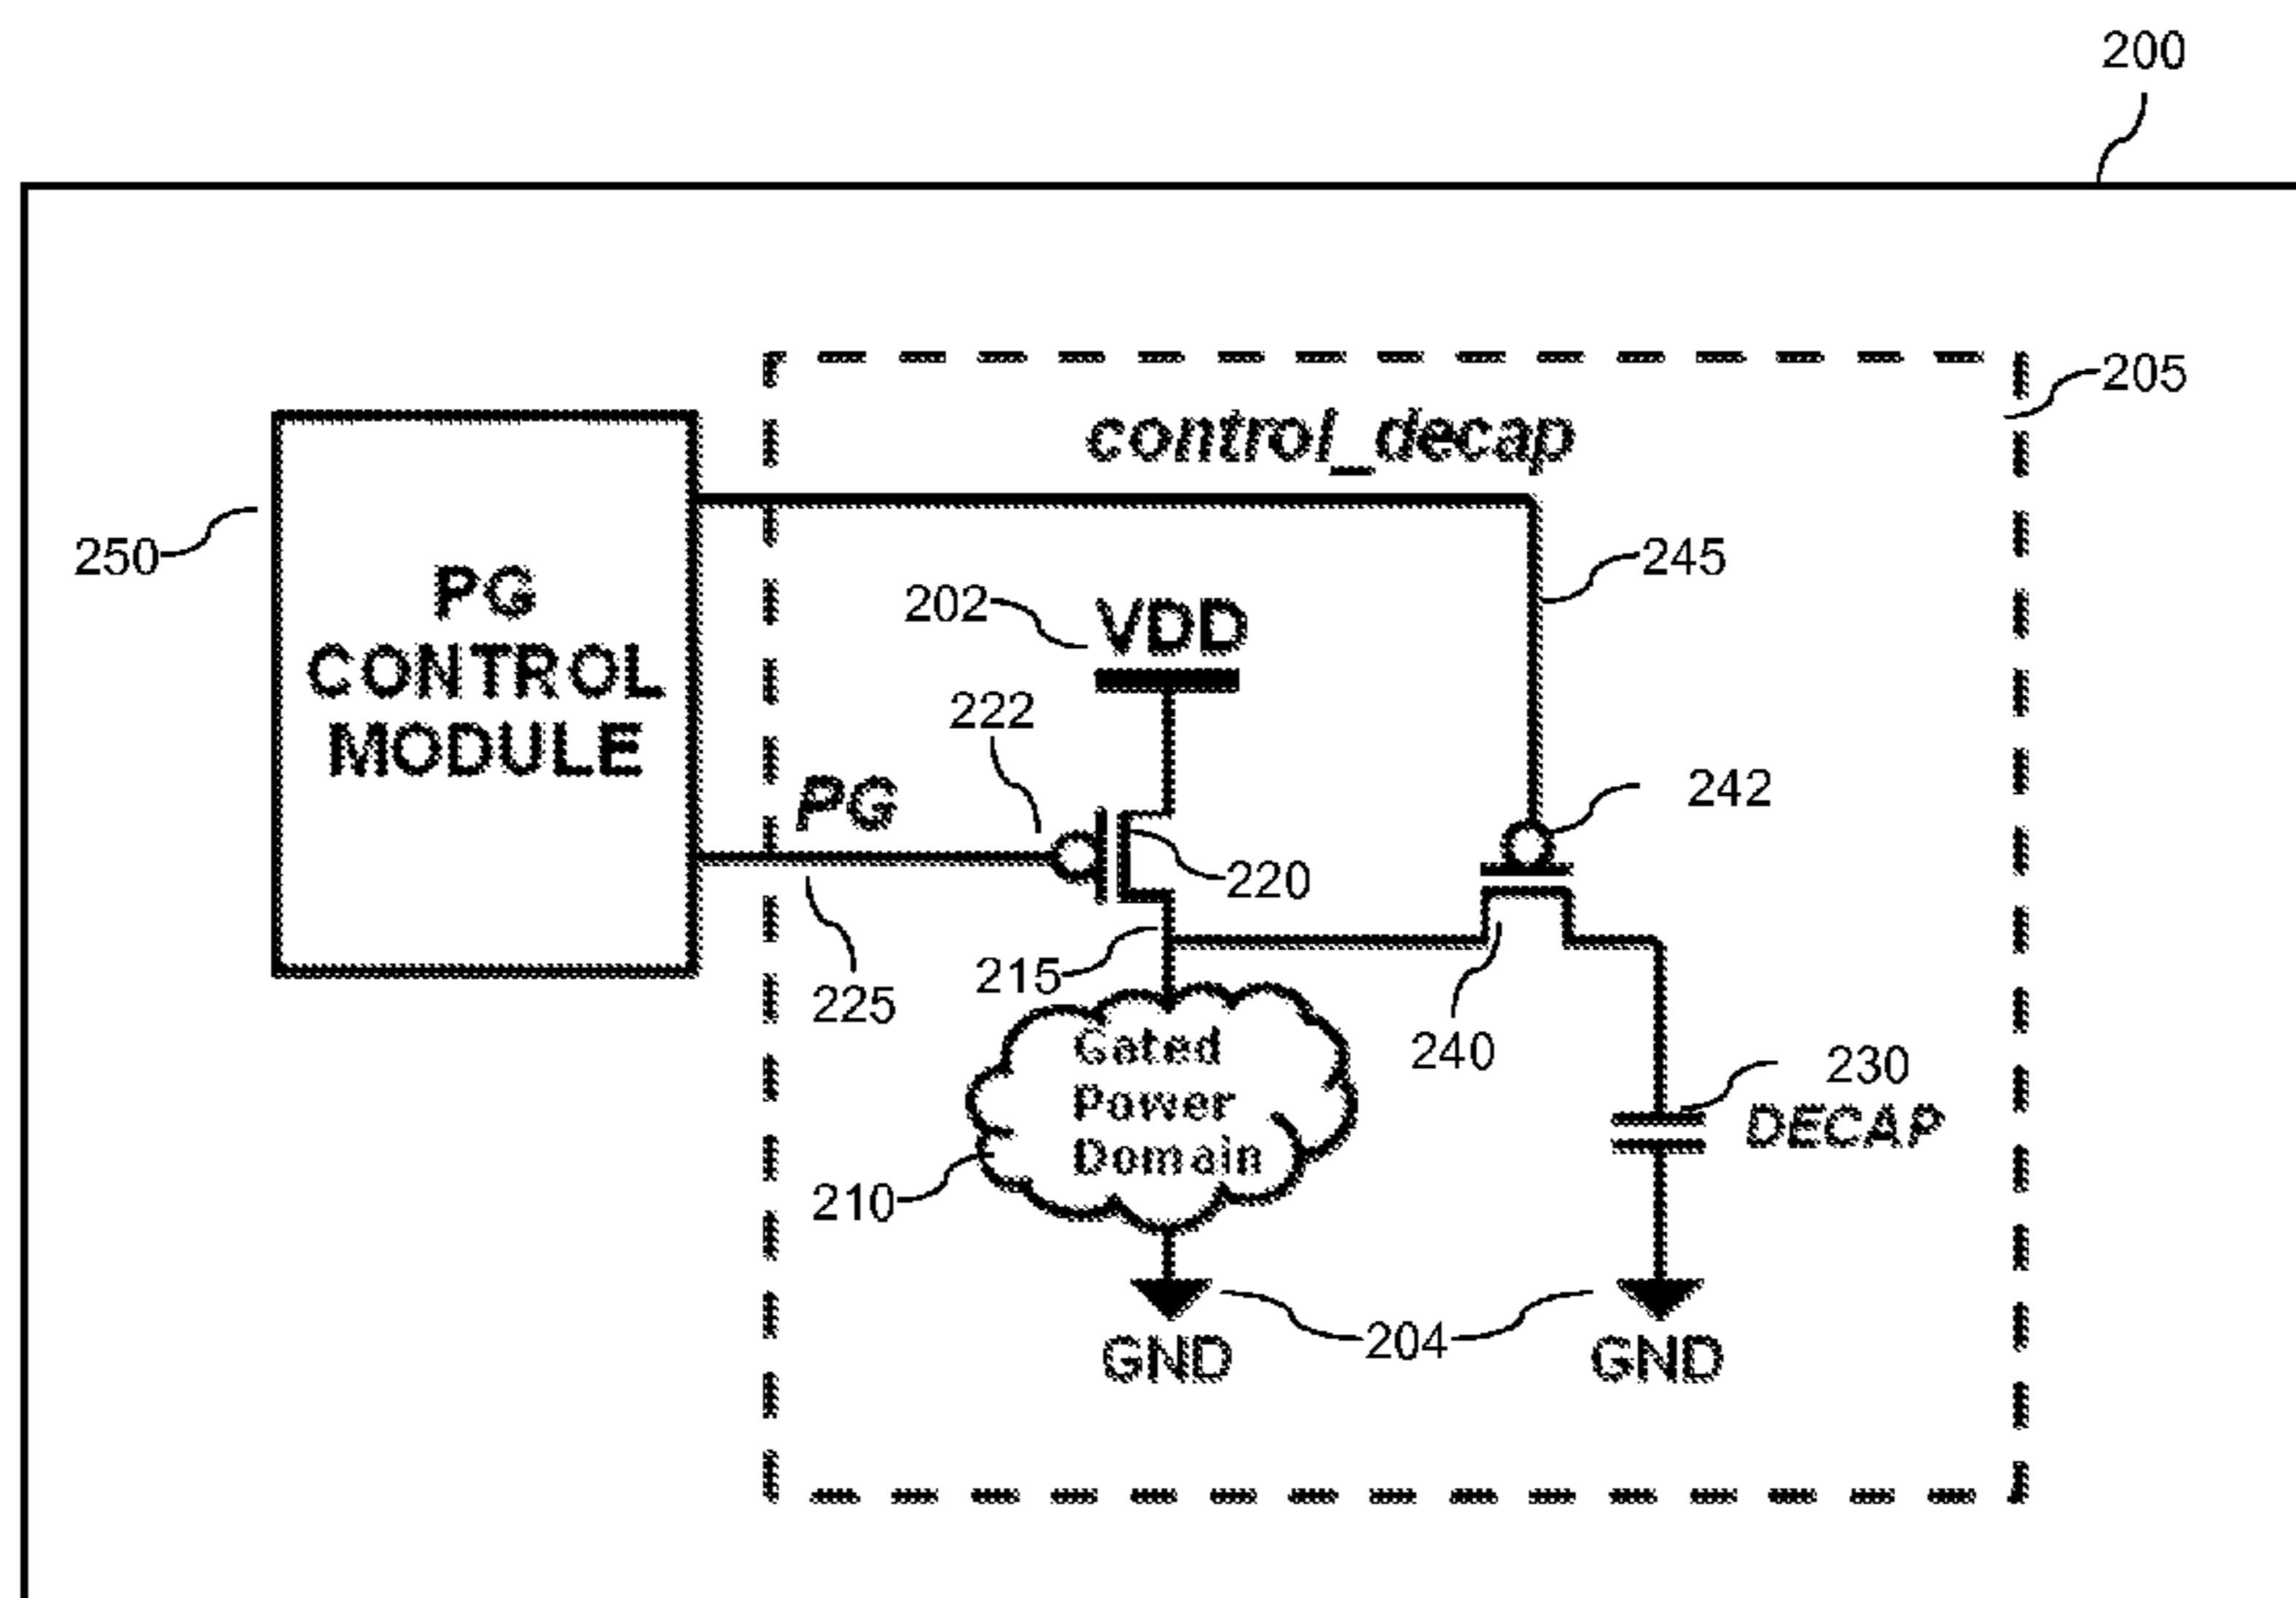 200
205
control_decap
250
PG
CONTROL
MODULE
245
202
VDD
222
PG
242
220
215
225
240
Gated
Power
Domain
230
DECAP
210
204
GND
GND